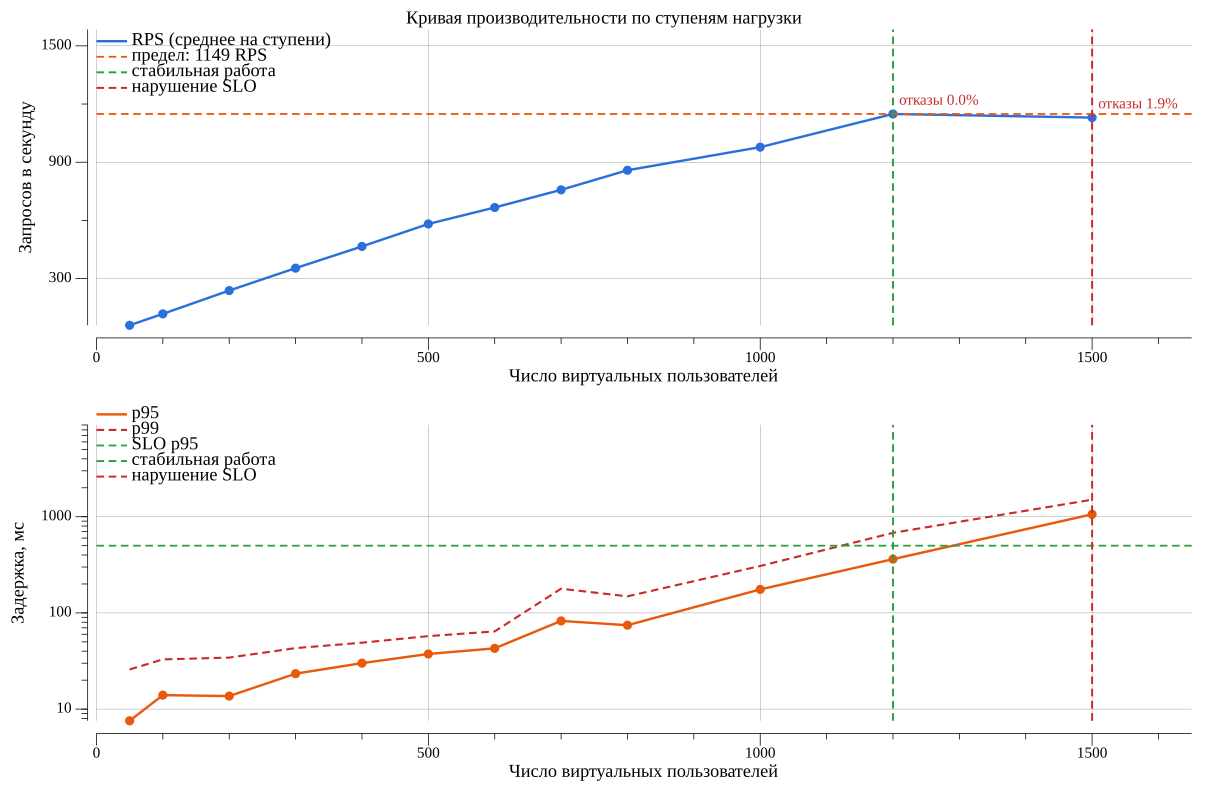 Кривая производительности по ступеням нагрузки
RPS (среднее на ступени)
предел: 1149 RPS
стабильная работа
нарушение SLO
отказы 0.0%
отказы 1.9%
Запросов в секунду
1500
900
300
0 500 1000 1500
Число виртуальных пользователей
p95
p99
SLO p95
стабильная работа
нарушение SLO
Задержка, мс
1000
100
10
0 500 1000 1500
Число виртуальных пользователей